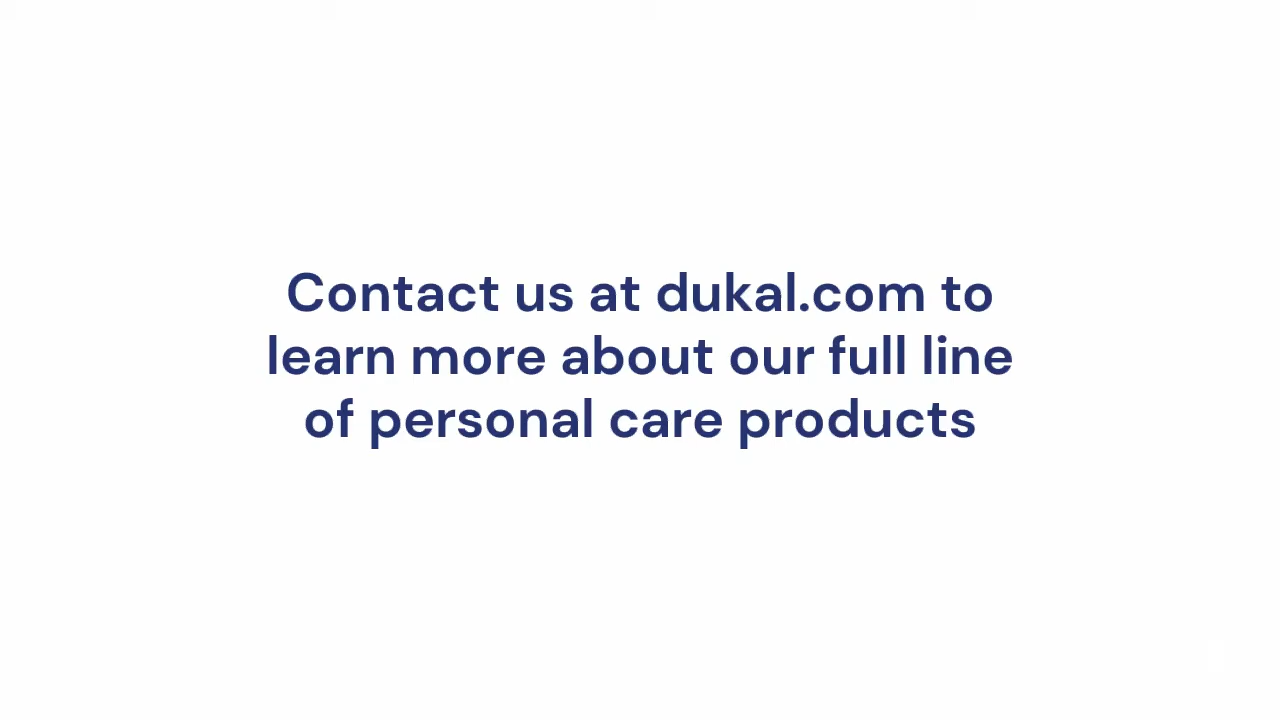 Contact us at dukal.com to
learn more about our full line
of personal care products